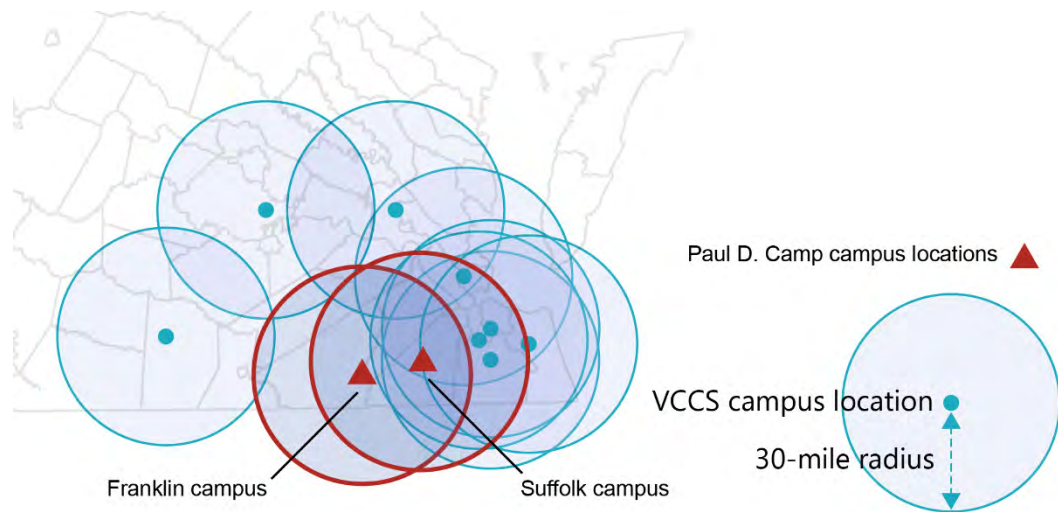 Paul D. Camp campus locations
VCCS campus location
30-mile radius
Franklin campus
Suffolk campus